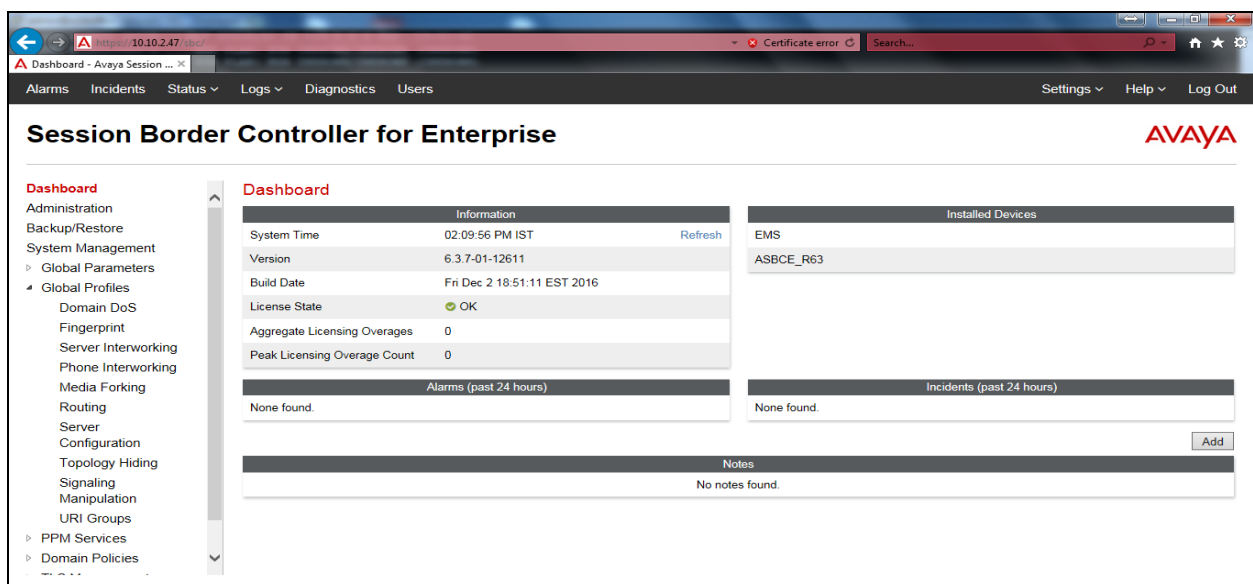 https://10.10.2.47/sbc/
Certificate error
Search...
Dashboard - Avaya Session ...
Alarms Incidents Status Logs Diagnostics Users Settings Help Log Out
Session Border Controller for Enterprise
AVAYA
Dashboard
Administration
Backup/Restore
System Management
Global Parameters
Global Profiles
Domain DoS
Fingerprint
Server Interworking
Phone Interworking
Media Forking
Routing
Server
Configuration
Topology Hiding
Signaling
Manipulation
URI Groups
PPM Services
Domain Policies
Dashboard
Information
System Time 02:09:56 PM IST Refresh
Version 6.3.7-01-12611
Build Date Fri Dec 2 18:51:11 EST 2016
License State OK
Aggregate Licensing Overages 0
Peak Licensing Overage Count 0
Installed Devices
EMS
ASBCE_R63
Alarms (past 24 hours)
None found.
Incidents (past 24 hours)
None found.
Add
Notes
No notes found.